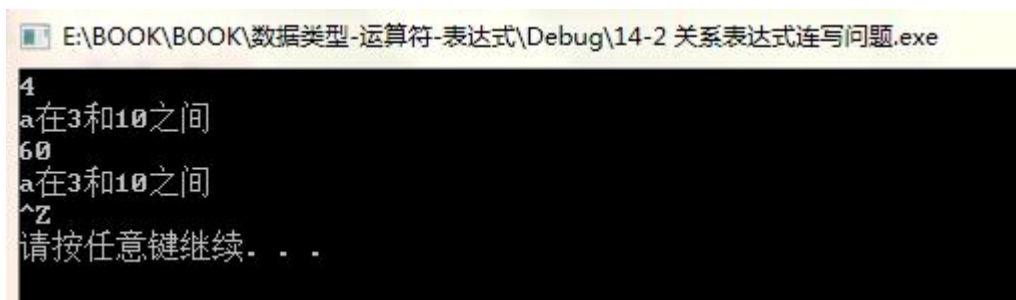 E:\BOOK\BOOK\数据类型-运算符-表达式\Debug\14-2 关系表达式连写问题.exe
4
a在3和10之间
60
a在3和10之间
^Z
请按任意键继续. . .